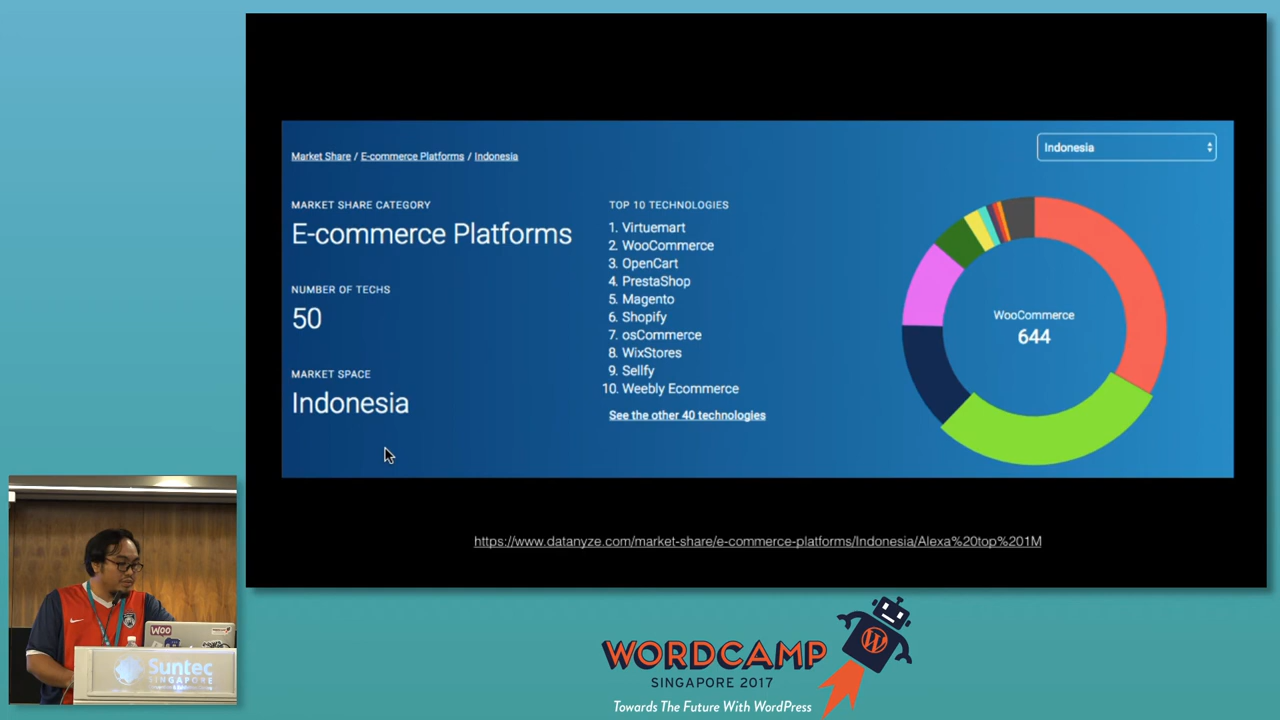 Market Share / E-commerce Platforms / Indonesia
Indonesia
MARKET SHARE CATEGORY
E-commerce Platforms
NUMBER OF TECHS
50
MARKET SPACE
Indonesia
TOP 10 TECHNOLOGIES
1. Virtuemart
2. WooCommerce
3. OpenCart
4. PrestaShop
5. Magento
6. Shopify
7. osCommerce
8. WixStores
9. Sellfy
10. Weebly Ecommerce
See the other 40 technologies
WooCommerce
644
https://www.datanyze.com/market-share/e-commerce-platforms/Indonesia/Alexa%20top%201M
Woo
Suntec
SINGAPORE
WORDCAMP
SINGAPORE 2017
Towards The Future With WordPress